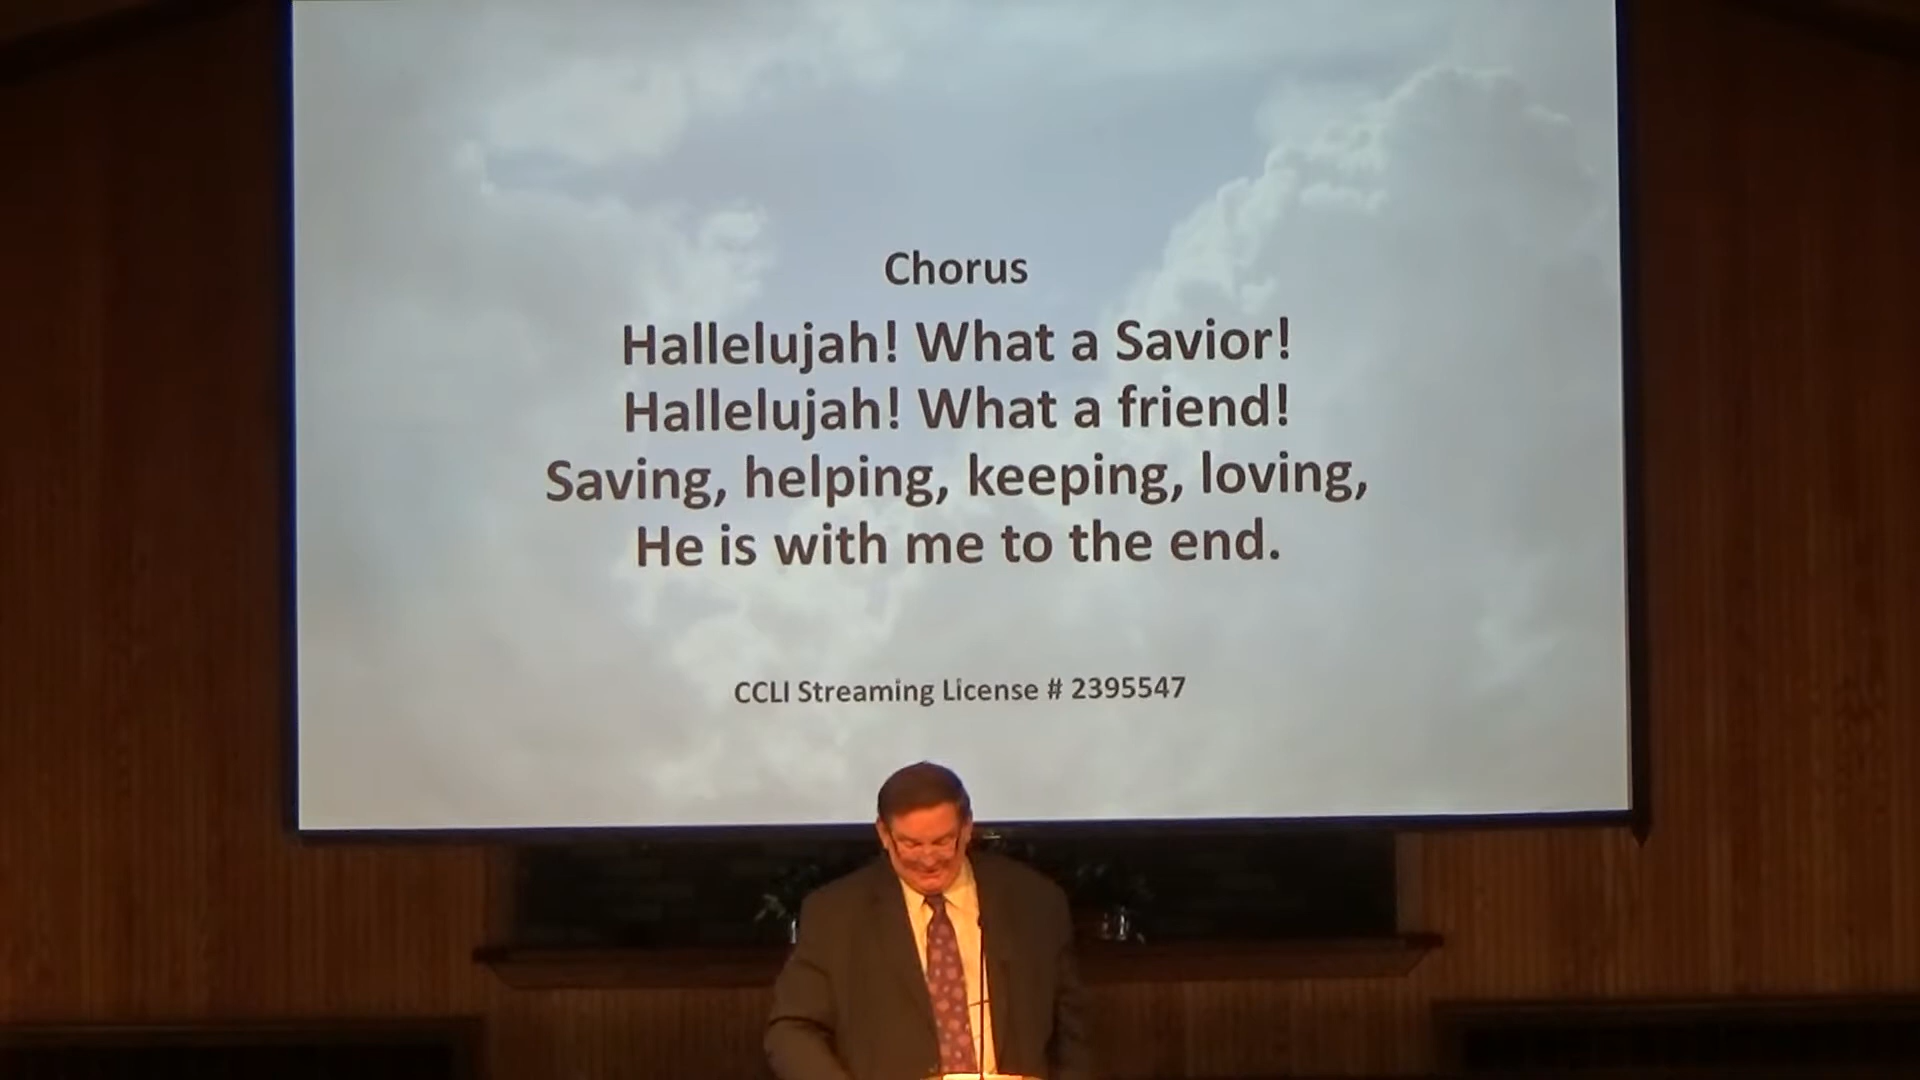 Chorus
Hallelujah! What a Savior!
Hallelujah! What a friend!
Saving, helping, keeping, loving,
He is with me to the end.
CCLI Streaming License # 2395547